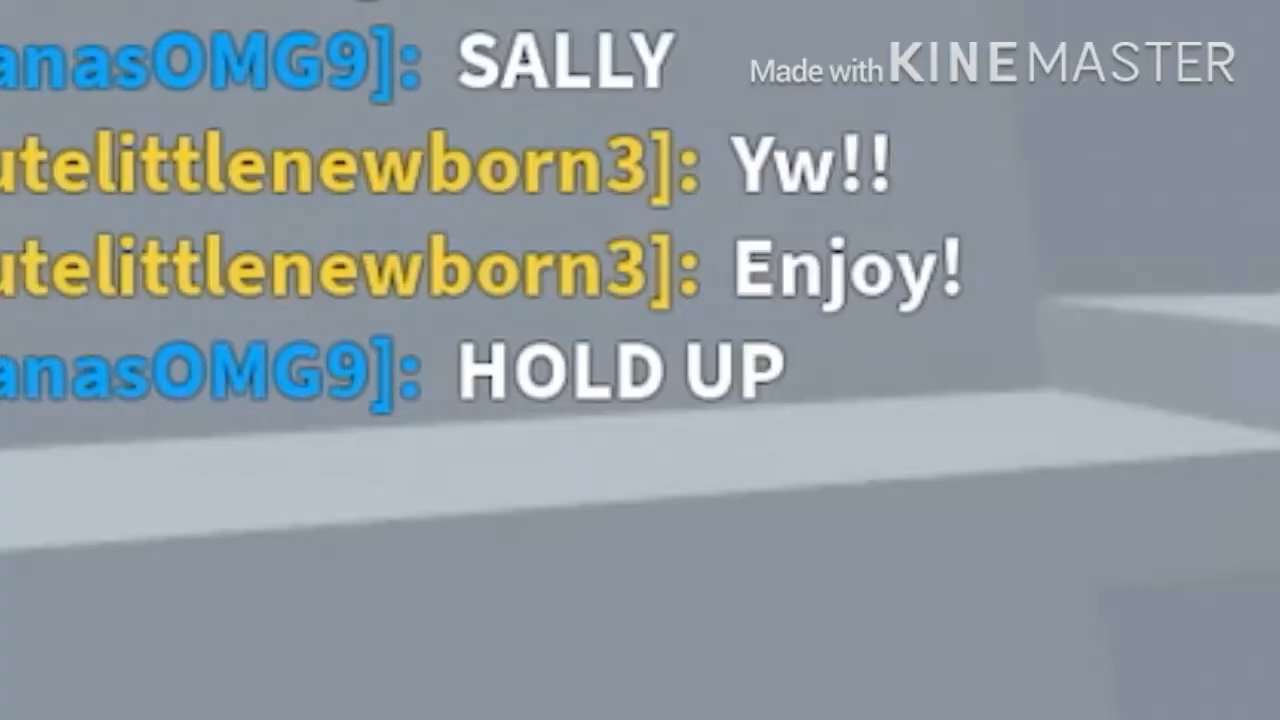 anasOMG9]: SALLY
Made with KINEMASTER
utelittlenewborn3]: Yw!!
utelittlenewborn3]: Enjoy!
anasOMG9]: HOLD UP